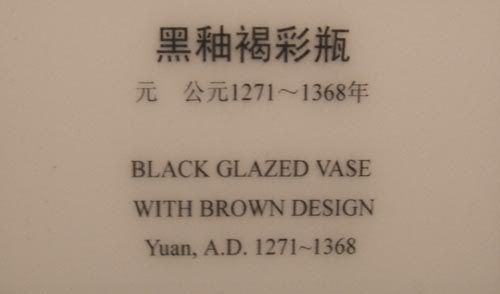 黑釉褐彩瓶
元 公元1271～1368年
BLACK GLAZED VASE
WITH BROWN DESIGN
Yuan, A.D. 1271~1368